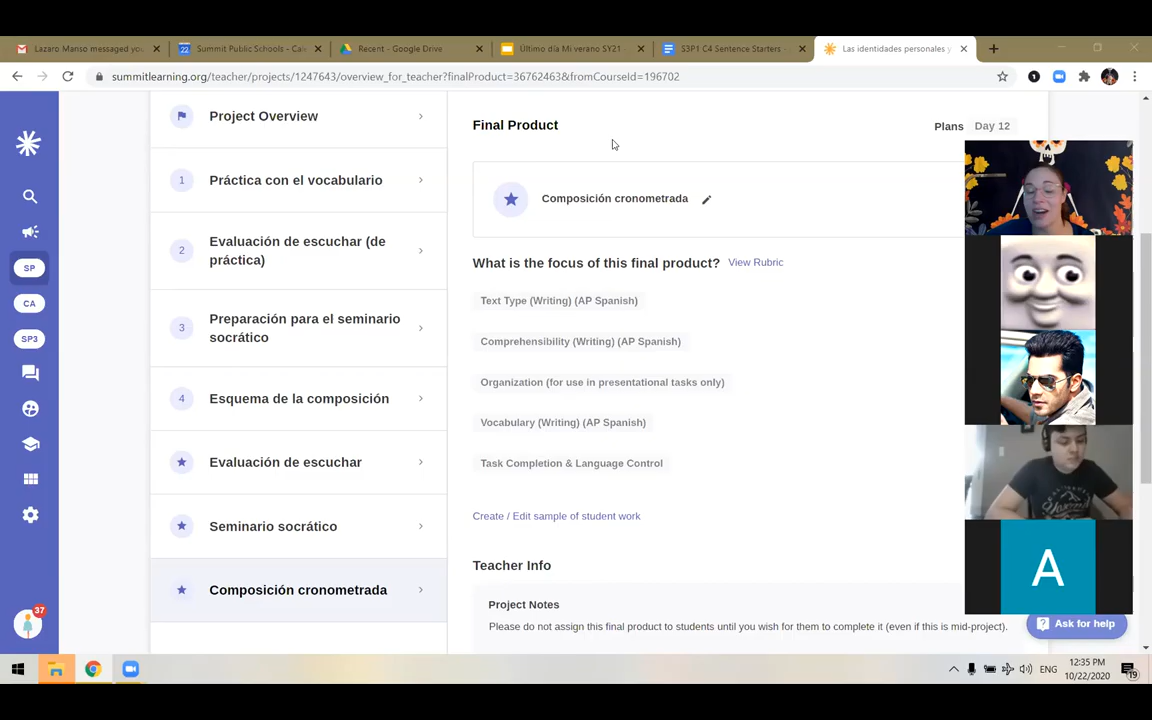 Lazaro Manso messaged you
22
Summit Public Schools - Cale
Recent - Google Drive
Último día Mi verano SY21 -
S3P1 C4 Sentence Starters -
Las identidades personales y
summitlearning.org/teacher/projects/1247643/overview_for_teacher?finalProduct=36762463&fromCourseId=196702
Project Overview
1
Práctica con el vocabulario
2
Evaluación de escuchar (de
práctica)
3
Preparación para el seminario
socrático
4
Esquema de la composición
Evaluación de escuchar
Seminario socrático
Composición cronometrada
SP
CA
SP3
37
Final Product
Plans Day 12
Composición cronometrada
What is the focus of this final product? View Rubric
Text Type (Writing) (AP Spanish)
Comprehensibility (Writing) (AP Spanish)
Organization (for use in presentational tasks only)
Vocabulary (Writing) (AP Spanish)
Task Completion & Language Control
Create / Edit sample of student work
Teacher Info
Project Notes
Please do not assign this final product to students until you wish for them to complete it (even if this is mid-project).
A
Ask for help
ENG
12:35 PM
10/22/2020
19